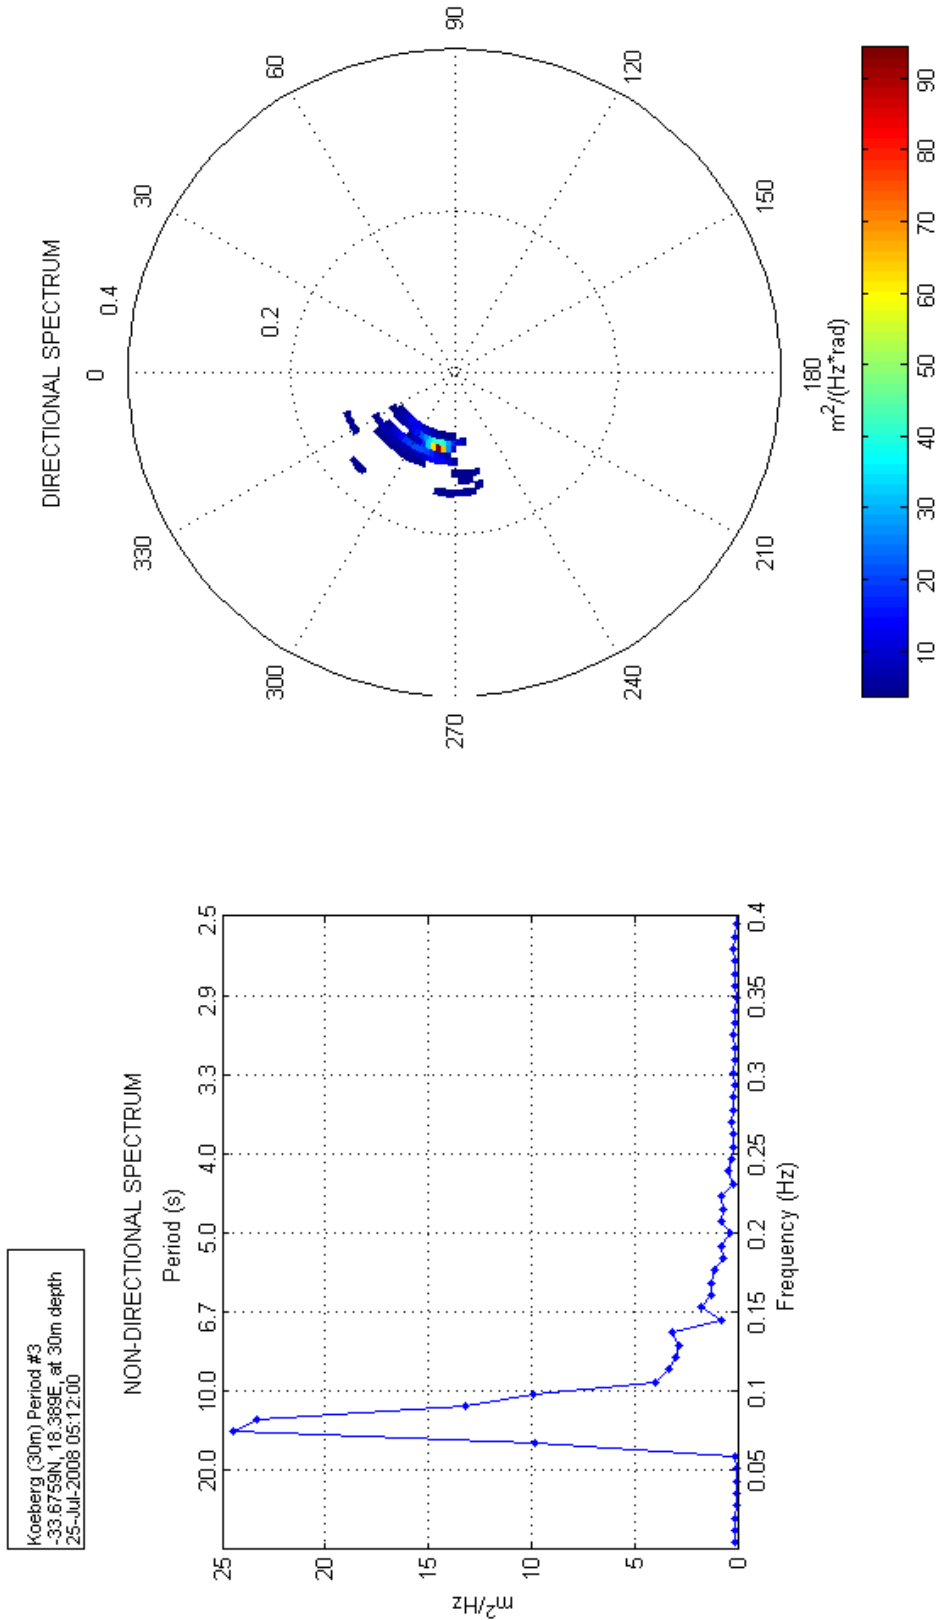 Koeberg (30m) Period #3
-33.6759N, 18.389E, at 30m depth
25-Jul-2008 05:12:00
NON-DIRECTIONAL SPECTRUM
Period (s)
20.0 10.0 6.7 5.0 4.0 3.3 2.9 2.5
25
20
15
10
5
0
m²/Hz
0.05 0.1 0.15 0.2 0.25 0.3 0.35 0.4
Frequency (Hz)
DIRECTIONAL SPECTRUM
0
0.4
0.2
30
60
90
120
150
180
210
240
270
300
330
m²/(Hz*rad)
10 20 30 40 50 60 70 80 90